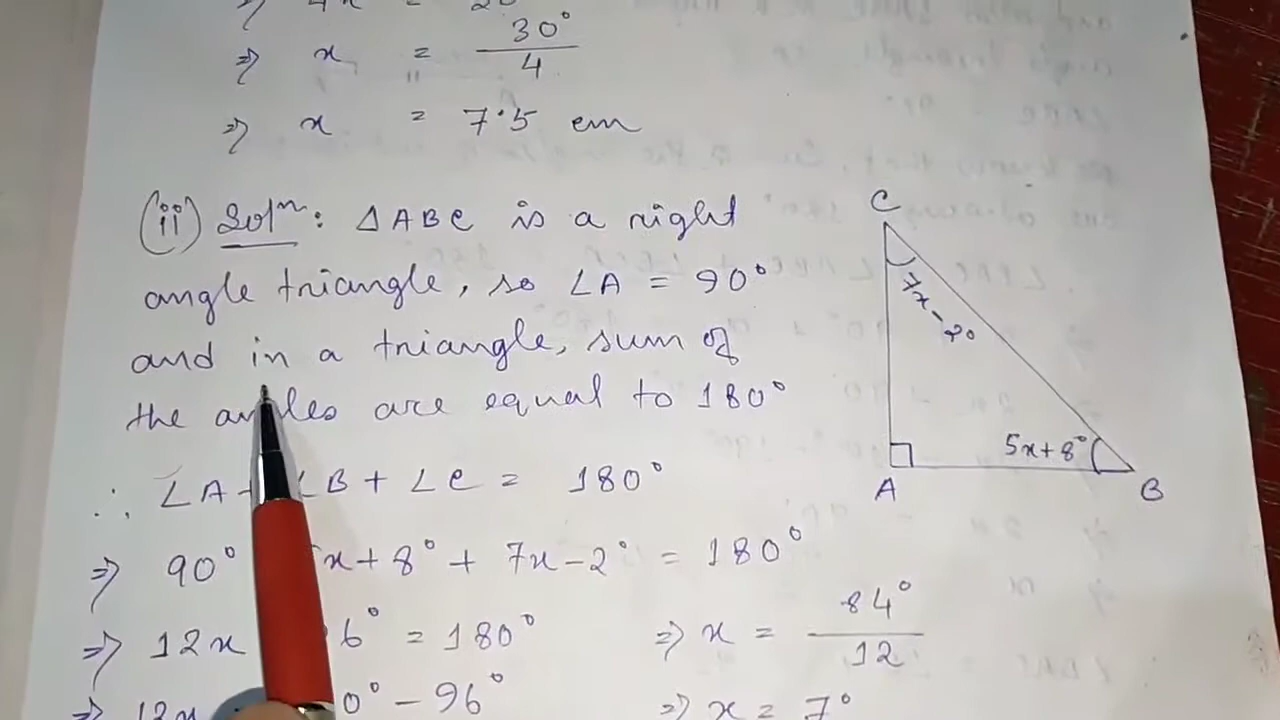 ⇒ x = 30°/4
⇒ x = 7.5 cm
(ii) Solⁿ: △ABC is a right
angle triangle, so ∠A = 90°
and in a triangle, sum of
the angles are equal to 180°
∴ ∠A + ∠B + ∠C = 180°
⇒ 90° x + 8° + 7x - 2° = 180°
⇒ 12x 6° = 180°
⇒ 12x 0° - 96°
⇒ x = 84°/12
⇒ x = 7°
C
7x - 2°
5x + 8°
A
B